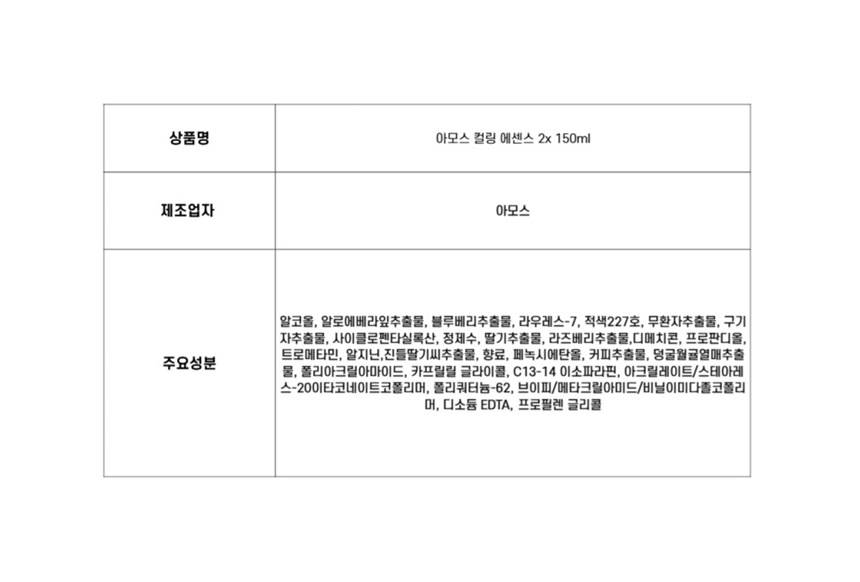 상품명
아모스 컬링 에센스 2x 150ml
제조업자
아모스
주요성분
알코올, 알로에베라잎추출물, 블루베리추출물, 라우레스-7, 적색227호, 무환자추출물, 구기
자추출물, 사이클로펜타실록산, 정제수, 딸기추출물, 라즈베리추출물,디메치콘, 프로판디올,
트로메타민, 알지닌,진들딸기씨추출물, 향료, 페녹시에탄올, 커피추출물, 덩굴월귤열매추출
물, 폴리아크릴아마이드, 카프릴릴 글라이콜, C13-14 이소파라핀, 아크릴레이트/스테아레
스-20이타코네이트코폴리머, 폴리쿼터늄-62, 브이피/메타크릴아미드/비닐이미다졸코폴리
머, 디소듐 EDTA, 프로필렌 글리콜